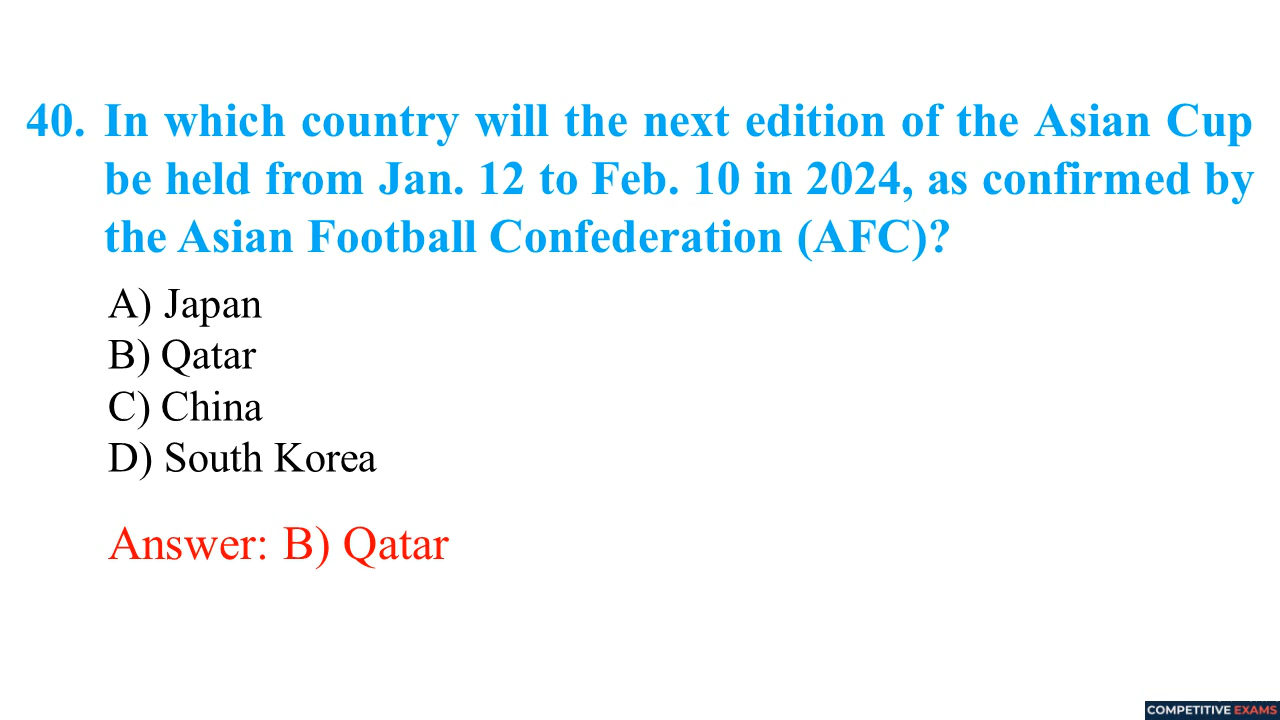 40. In which country will the next edition of the Asian Cup
be held from Jan. 12 to Feb. 10 in 2024, as confirmed by
the Asian Football Confederation (AFC)?
A) Japan
B) Qatar
C) China
D) South Korea
Answer: B) Qatar
COMPETITIVE EXAMS